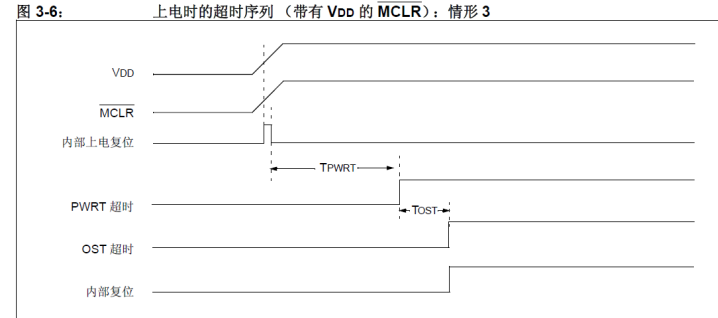 图 3-6： 上电时的超时序列 （带有 VDD 的 MCLR）：情形 3
VDD
MCLR
内部上电复位
TPWRT
PWRT 超时
TOST
OST 超时
内部复位